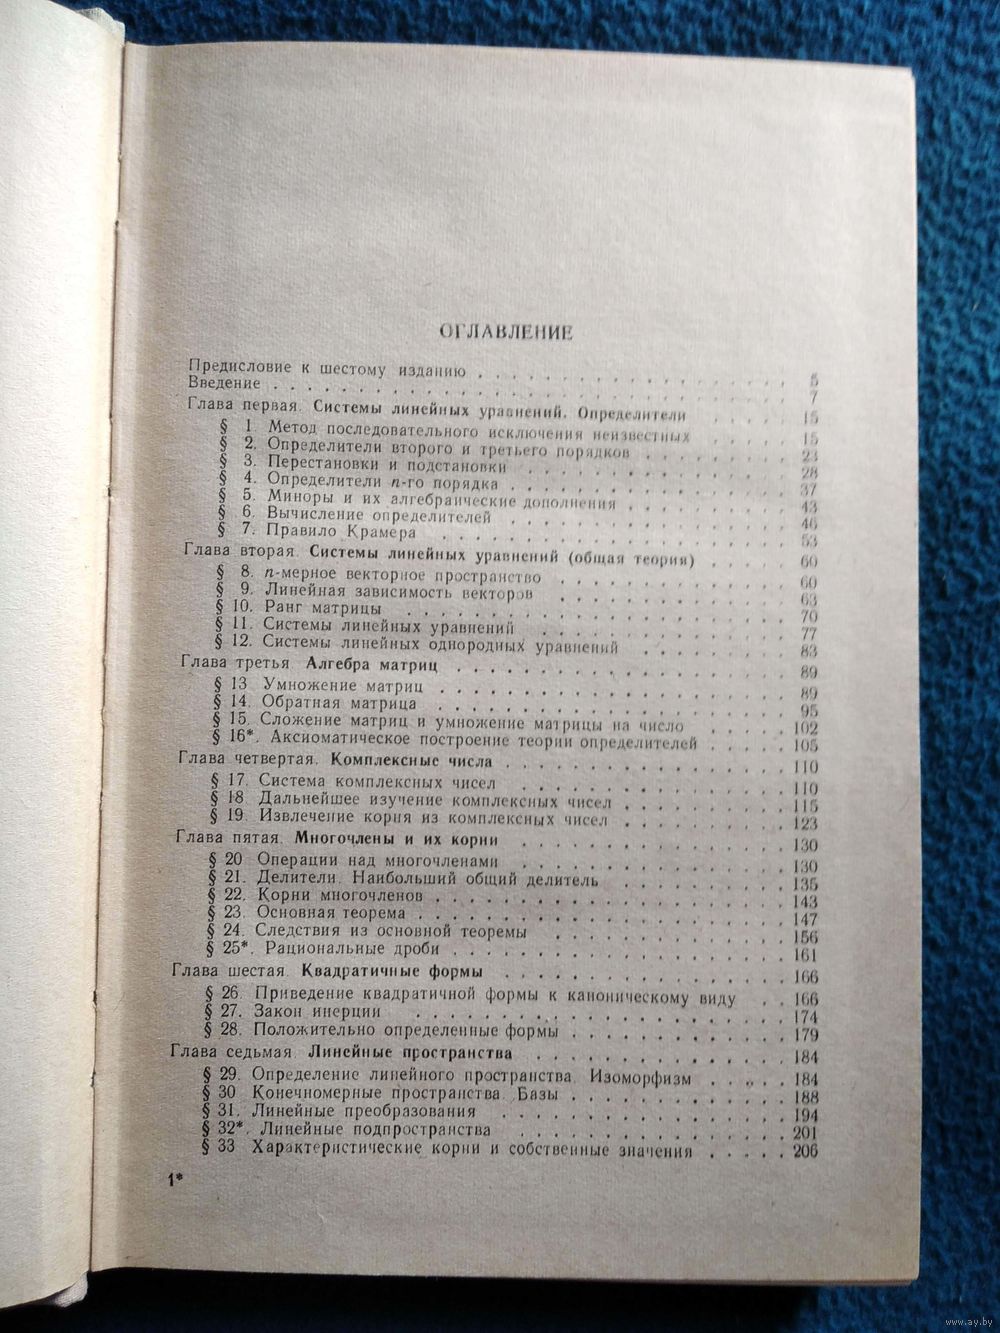 ОГЛАВЛЕНИЕ
Предисловие к шестому изданию . . . . . . . . . . . . . . . . 5
Введение . . . . . . . . . . . . . . . . . . . . . . . . . . 7
Глава первая. Системы линейных уравнений. Определители . . . . 15
§ 1 Метод последовательного исключения неизвестных . . . . 15
§ 2. Определители второго и третьего порядков . . . . . . . 23
§ 3. Перестановки и подстановки . . . . . . . . . . . . . 28
§ 4. Определители n-го порядка . . . . . . . . . . . . . . 37
§ 5. Миноры и их алгебраические дополнения . . . . . . . . 43
§ 6. Вычисление определителей . . . . . . . . . . . . . . 46
§ 7. Правило Крамера . . . . . . . . . . . . . . . . . . 53
Глава вторая. Системы линейных уравнений (общая теория) . . . . 60
§ 8. n-мерное векторное пространство . . . . . . . . . . . 60
§ 9. Линейная зависимость векторов . . . . . . . . . . . . 63
§ 10. Ранг матрицы . . . . . . . . . . . . . . . . . . . 70
§ 11. Системы линейных уравнений . . . . . . . . . . . . . 77
§ 12. Системы линейных однородных уравнений . . . . . . . . 83
Глава третья Алгебра матриц . . . . . . . . . . . . . . . . 89
§ 13 Умножение матриц . . . . . . . . . . . . . . . . . 89
§ 14. Обратная матрица . . . . . . . . . . . . . . . . . 95
§ 15. Сложение матриц и умножение матрицы на число . . . . . 102
§ 16*. Аксиоматическое построение теории определителей . . . . 105
Глава четвертая. Комплексные числа . . . . . . . . . . . . . 110
§ 17. Система комплексных чисел . . . . . . . . . . . . . 110
§ 18 Дальнейшее изучение комплексных чисел . . . . . . . . 115
§ 19. Извлечение корня из комплексных чисел . . . . . . . . 123
Глава пятая. Многочлены и их корни . . . . . . . . . . . . . 130
§ 20 Операции над многочленами . . . . . . . . . . . . . 130
§ 21. Делители. Наибольший общий делитель . . . . . . . . . 135
§ 22. Корни многочленов . . . . . . . . . . . . . . . . . 143
§ 23. Основная теорема . . . . . . . . . . . . . . . . . 147
§ 24. Следствия из основной теоремы . . . . . . . . . . . 156
§ 25*. Рациональные дроби . . . . . . . . . . . . . . . . 161
Глава шестая. Квадратичные формы . . . . . . . . . . . . . . 166
§ 26. Приведение квадратичной формы к каноническому виду . . 166
§ 27. Закон инерции . . . . . . . . . . . . . . . . . . 174
§ 28. Положительно определенные формы . . . . . . . . . . 179
Глава седьмая. Линейные пространства . . . . . . . . . . . . 184
§ 29. Определение линейного пространства. Изоморфизм . . . . 184
§ 30 Конечномерные пространства. Базы . . . . . . . . . . 188
§ 31. Линейные преобразования . . . . . . . . . . . . . . 194
§ 32*. Линейные подпространства . . . . . . . . . . . . . 201
§ 33 Характеристические корни и собственные значения . . . . 206
1*
www.ay.by